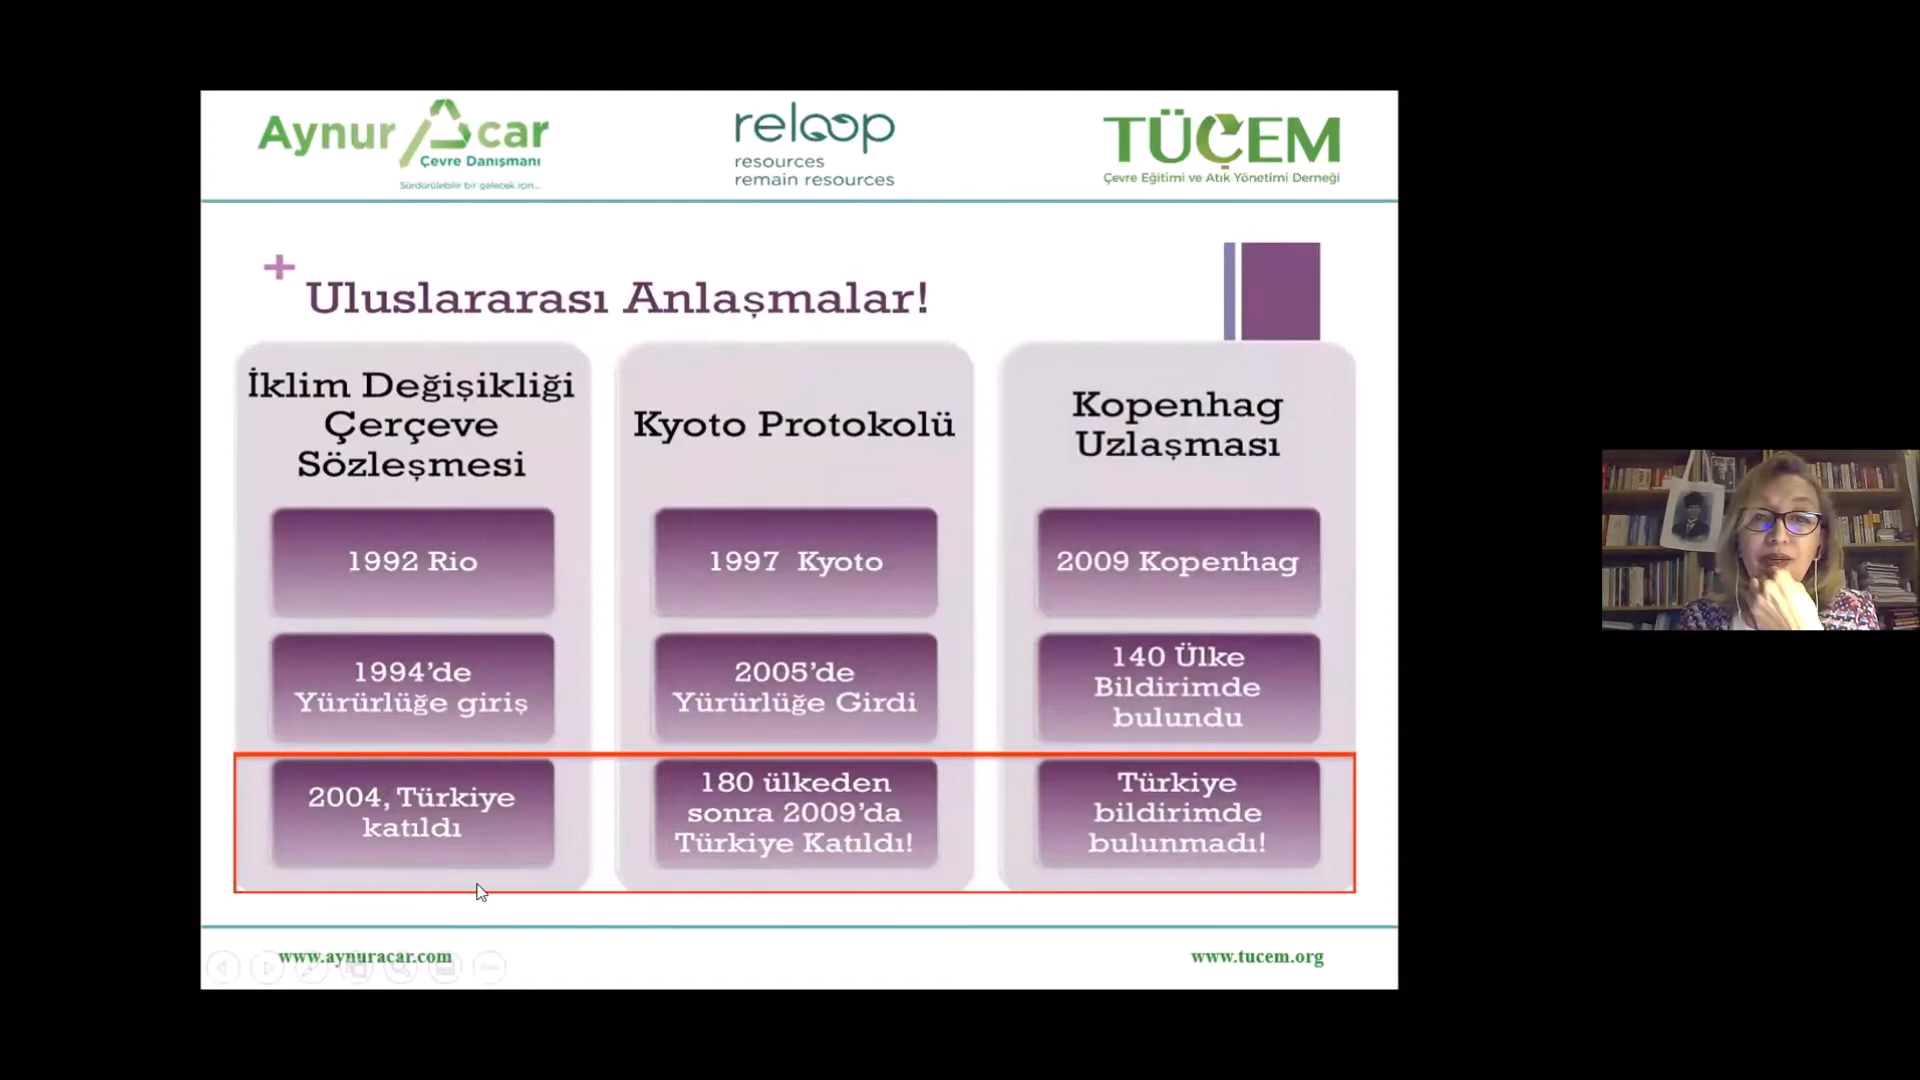 Aynur Acar
Çevre Danışmanı
Sürdürülebilir bir gelecek için...
reloop
resources
remain resources
TÜÇEM
Çevre Eğitimi ve Atık Yönetimi Derneği
+
Uluslararası Anlaşmalar!
İklim Değişikliği
Çerçeve
Sözleşmesi
1992 Rio
1994’de
Yürürlüğe giriş
2004, Türkiye
katıldı
Kyoto Protokolü
1997 Kyoto
2005’de
Yürürlüğe Girdi
180 ülkeden
sonra 2009’da
Türkiye Katıldı!
Kopenhag
Uzlaşması
2009 Kopenhag
140 Ülke
Bildirimde
bulundu
Türkiye
bildirimde
bulunmadı!
www.aynuracar.com
www.tucem.org